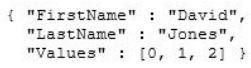 { "FirstName" : "David",
"LastName" : "Jones",
"Values" : [0, 1, 2] }